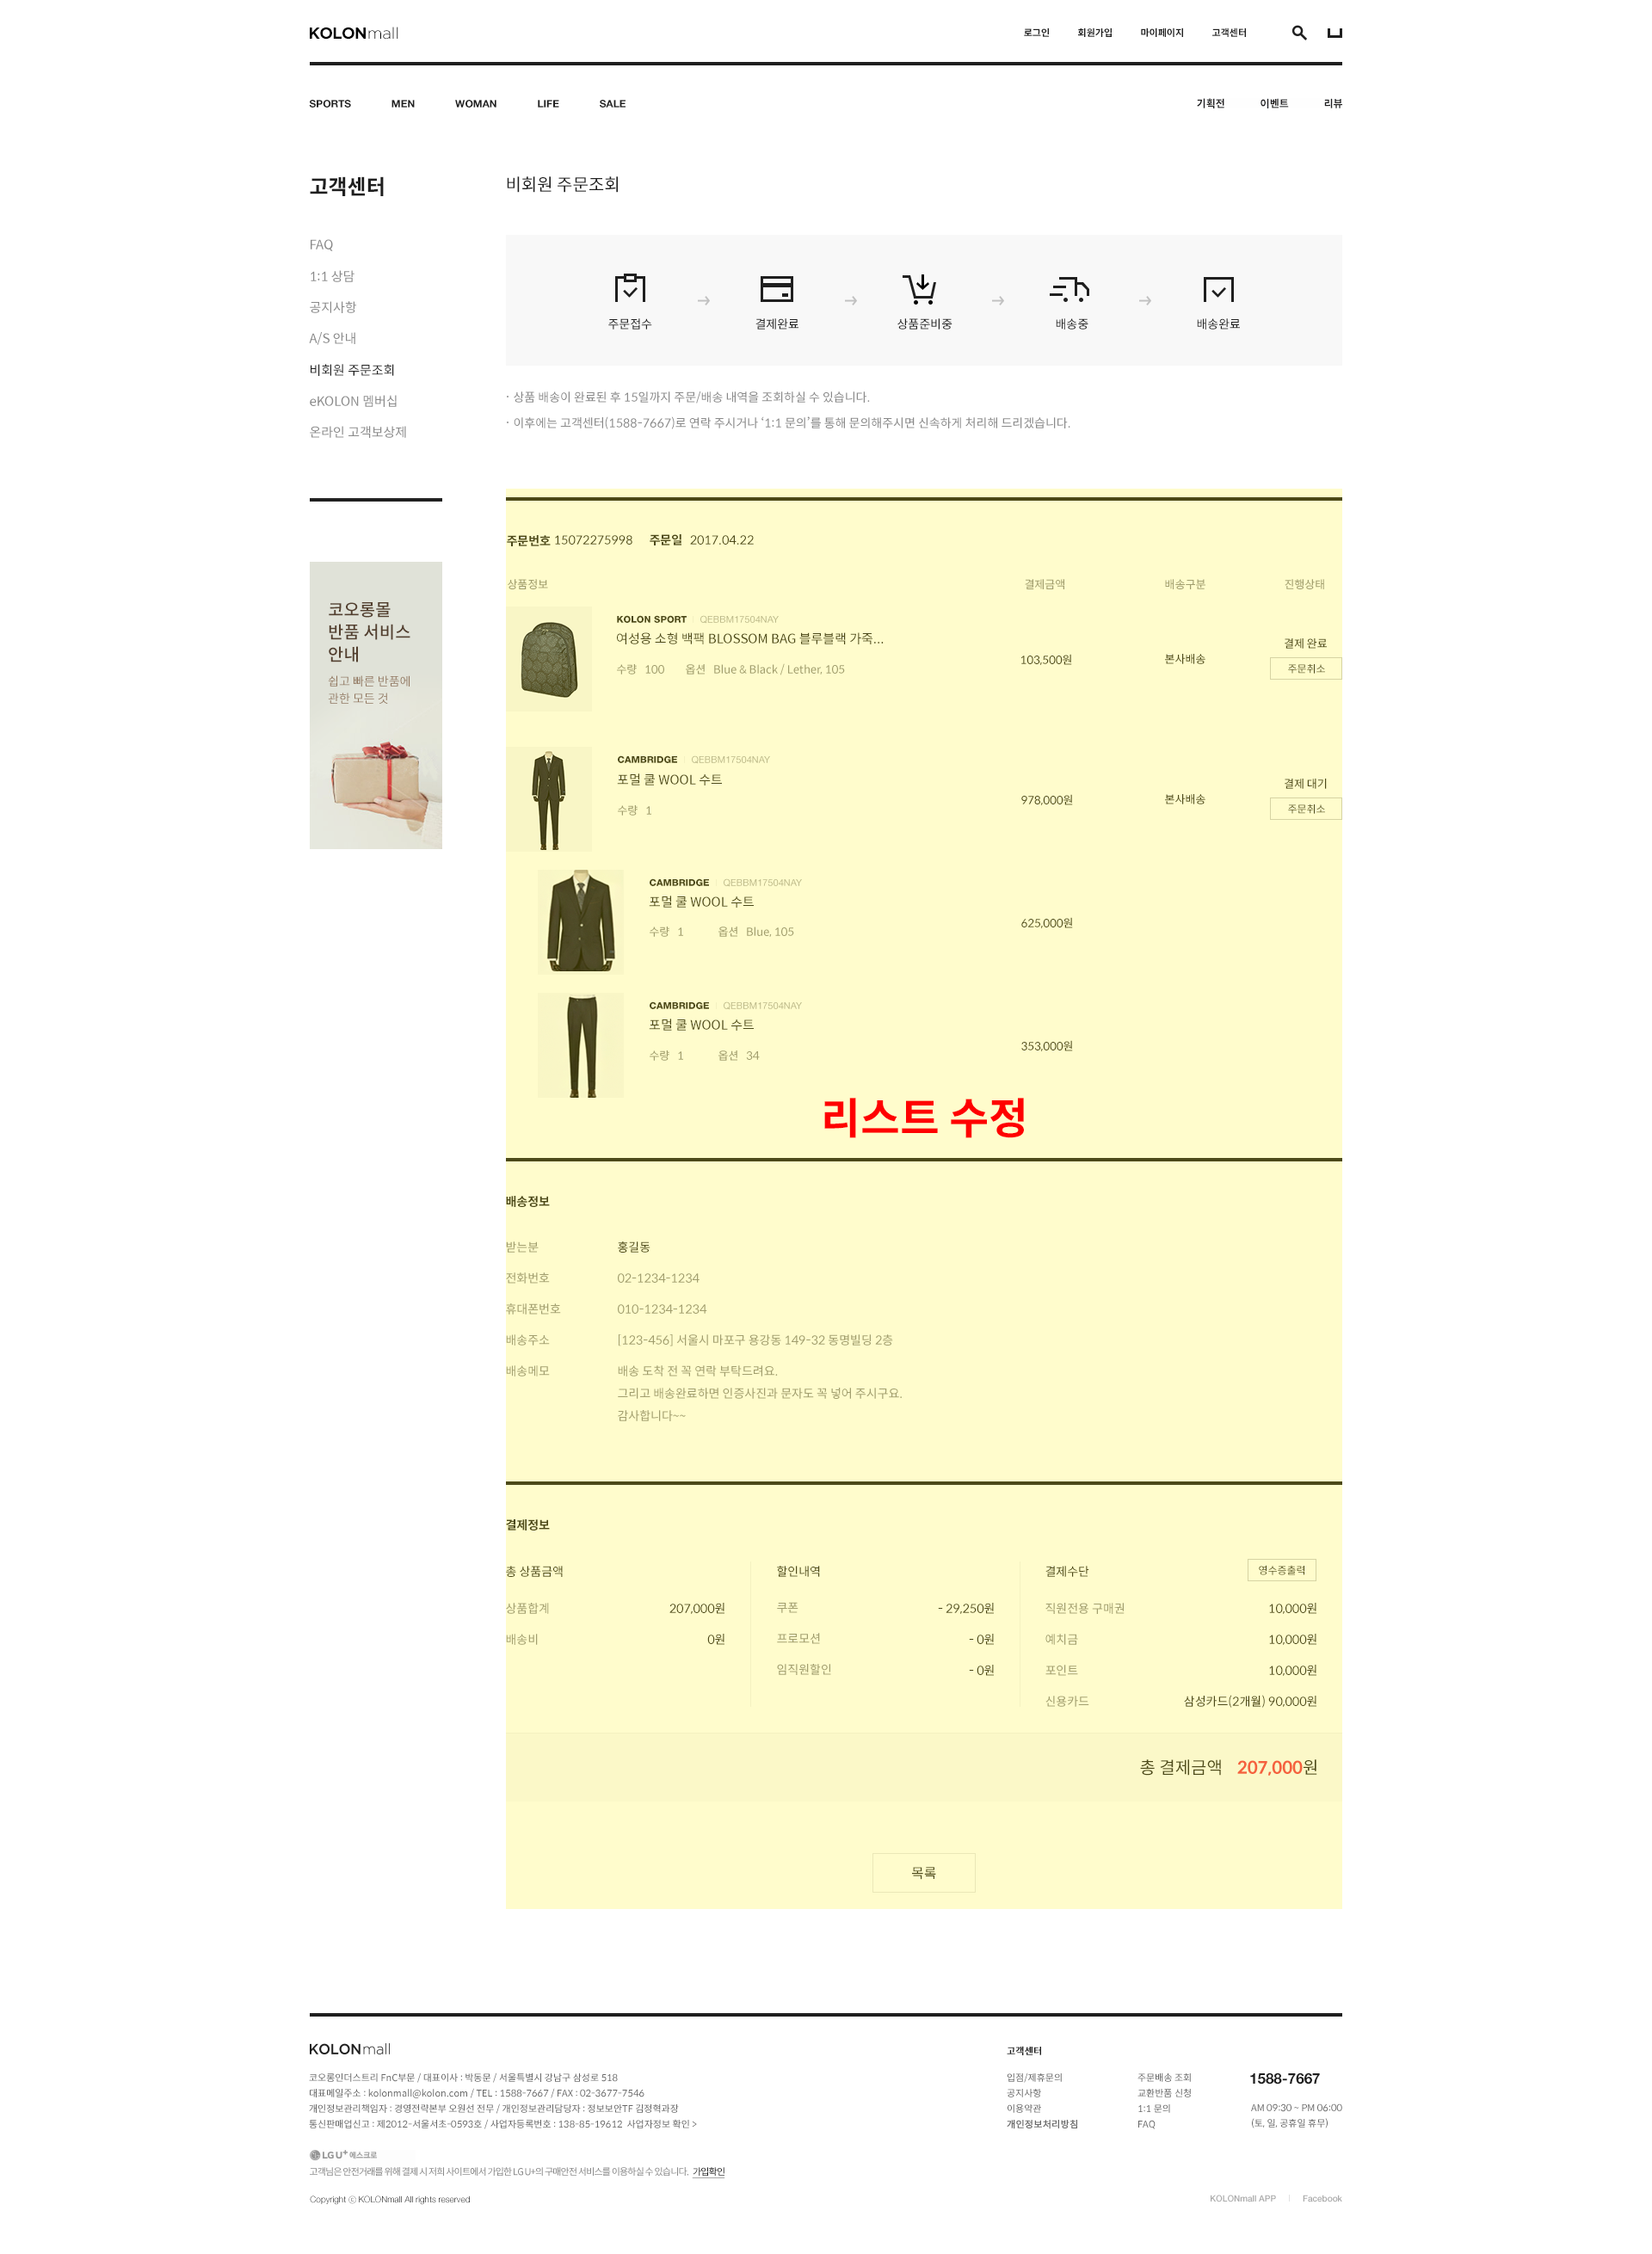 KOLONmall
로그인 회원가입 마이페이지 고객센터
SPORTS MEN WOMAN LIFE SALE
기획전 이벤트 리뷰
고객센터
FAQ
1:1 상담
공지사항
A/S 안내
비회원 주문조회
eKOLON 멤버십
온라인 고객보상제
코오롱몰
반품 서비스
안내
쉽고 빠른 반품에
관한 모든 것
비회원 주문조회
주문접수 → 결제완료 → 상품준비중 → 배송중 → 배송완료
· 상품 배송이 완료된 후 15일까지 주문/배송 내역을 조회하실 수 있습니다.
· 이후에는 고객센터(1588-7667)로 연락 주시거나 ‘1:1 문의’를 통해 문의해주시면 신속하게 처리해 드리겠습니다.
주문번호 15072275998 주문일 2017.04.22
상품정보 결제금액 배송구분 진행상태
KOLON SPORT | QEBBM17504NAY
여성용 소형 백팩 BLOSSOM BAG 블루블랙 가죽...
수량 100 옵션 Blue & Black / Lether, 105
103,500원
본사배송
결제 완료
주문취소
CAMBRIDGE QEBBM17504NAY
포멀 쿨 WOOL 수트
수량 1
978,000원
본사배송
결제 대기
주문취소
CAMBRIDGE | QEBBM17504NAY
포멀 쿨 WOOL 수트
수량 1 옵션 Blue, 105
625,000원
CAMBRIDGE | QEBBM17504NAY
포멀 쿨 WOOL 수트
수량 1 옵션 34
353,000원
리스트 수정
배송정보
받는분 홍길동
전화번호 02-1234-1234
휴대폰번호 010-1234-1234
배송주소 [123-456] 서울시 마포구 용강동 149-32 동명빌딩 2층
배송메모 배송 도착 전 꼭 연락 부탁드려요.
그리고 배송완료하면 인증사진과 문자도 꼭 넣어 주시구요.
감사합니다~~
결제정보
총 상품금액
상품합계 207,000원
배송비 0원
할인내역
쿠폰 - 29,250원
프로모션 - 0원
임직원할인 - 0원
결제수단 영수증출력
직원전용 구매권 10,000원
예치금 10,000원
포인트 10,000원
신용카드 삼성카드(2개월) 90,000원
총 결제금액 207,000원
목록
KOLONmall
코오롱인더스트리 FnC부문 / 대표이사 : 박동문 / 서울특별시 강남구 삼성로 518
대표메일주소 : kolonmall@kolon.com / TEL : 1588-7667 / FAX : 02-3677-7546
개인정보관리책임자 : 경영전략본부 오원선 전무 / 개인정보관리담당자 : 정보보안TF 김정혁과장
통신판매업신고 : 제2012-서울서초-0593호 / 사업자등록번호 : 138-85-19612 사업자정보 확인 >
LG U+ 에스크로
고객님은 안전거래를 위해 결제 시 저희 사이트에서 가입한 LG U+의 구매안전 서비스를 이용하실 수 있습니다. 가입확인
Copyright ⓒ KOLONmall All rights reserved
고객센터
입점/제휴문의
공지사항
이용약관
개인정보처리방침
주문배송 조회
교환반품 신청
1:1 문의
FAQ
1588-7667
AM 09:30 ~ PM 06:00
(토, 일, 공휴일 휴무)
KOLONmall APP | Facebook